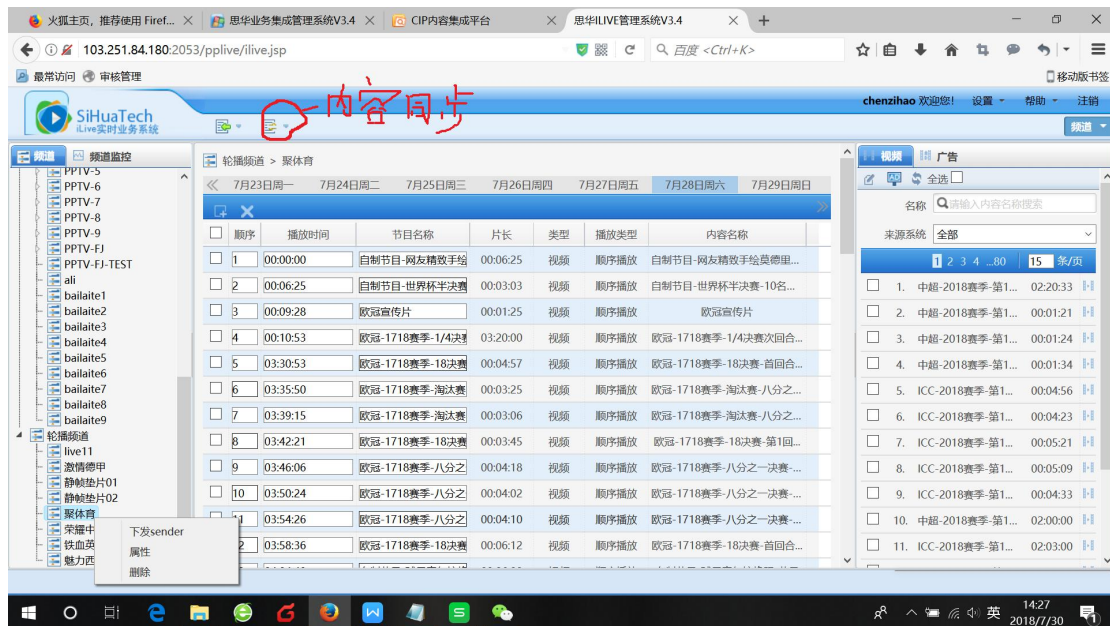 火狐主页，推荐使用 Firef...
思华业务集成管理系统V3.4
CIP内容集成平台
思华ILIVE管理系统V3.4
103.251.84.180:2053/pplive/ilive.jsp
百度 <Ctrl+K>
最常访问 审核管理
移动版书签
SiHuaTech
iLive实时业务系统
内容同步
chenzihao 欢迎您! 设置 帮助 注销
频道
频道 频道监控
PPTV-5
PPTV-6
PPTV-7
PPTV-8
PPTV-9
PPTV-FJ
PPTV-FJ-TEST
ali
bailaite1
bailaite2
bailaite3
bailaite4
bailaite5
bailaite6
bailaite7
bailaite8
bailaite9
轮播频道
live11
激情德甲
静帧垫片01
静帧垫片02
聚体育
荣耀中
铁血英
魅力西
下发sender
属性
删除
轮播频道 > 聚体育
7月23日周一 7月24日周二 7月25日周三 7月26日周四 7月27日周五 7月28日周六 7月29日周日
顺序 播放时间 节目名称 片长 类型 播放类型 内容名称
1 00:00:00 自制节目-网友精致手绘 00:06:25 视频 顺序播放 自制节目-网友精致手绘莫德里...
2 00:06:25 自制节目-世界杯半决赛 00:03:03 视频 顺序播放 自制节目-世界杯半决赛-10名...
3 00:09:28 欧冠宣传片 00:01:25 视频 顺序播放 欧冠宣传片
4 00:10:53 欧冠-1718赛季-1/4决赛 03:20:00 视频 顺序播放 欧冠-1718赛季-1/4决赛次回合...
5 03:30:53 欧冠-1718赛季-18决赛 00:04:57 视频 顺序播放 欧冠-1718赛季-18决赛-首回合...
6 03:35:50 欧冠-1718赛季-淘汰赛 00:03:25 视频 顺序播放 欧冠-1718赛季-淘汰赛-八分之...
7 03:39:15 欧冠-1718赛季-淘汰赛 00:03:06 视频 顺序播放 欧冠-1718赛季-淘汰赛-八分之...
8 03:42:21 欧冠-1718赛季-18决赛 00:03:45 视频 顺序播放 欧冠-1718赛季-18决赛-第1回...
9 03:46:06 欧冠-1718赛季-八分之 00:04:18 视频 顺序播放 欧冠-1718赛季-八分之一决赛-...
10 03:50:24 欧冠-1718赛季-八分之 00:04:02 视频 顺序播放 欧冠-1718赛季-八分之一决赛-...
03:54:26 欧冠-1718赛季-八分之 00:04:10 视频 顺序播放 欧冠-1718赛季-八分之一决赛-...
2 03:58:36 欧冠-1718赛季-18决赛 00:06:12 视频 顺序播放 欧冠-1718赛季-18决赛-首回合...
视频 广告
全选
名称 请输入内容名称搜索
来源系统 全部
1 2 3 4 ...80 15 条/页
1. 中超-2018赛季-第1... 02:20:33
2. 中超-2018赛季-第1... 00:01:21
3. 中超-2018赛季-第1... 00:01:24
4. 中超-2018赛季-第1... 00:01:34
5. ICC-2018赛季-第1... 00:04:56
6. ICC-2018赛季-第1... 00:04:23
7. ICC-2018赛季-第1... 00:05:21
8. ICC-2018赛季-第1... 00:05:09
9. ICC-2018赛季-第1... 00:04:33
10. 中超-2018赛季-第1... 02:00:00
11. ICC-2018赛季-第1... 02:03:00
英
14:27
2018/7/30